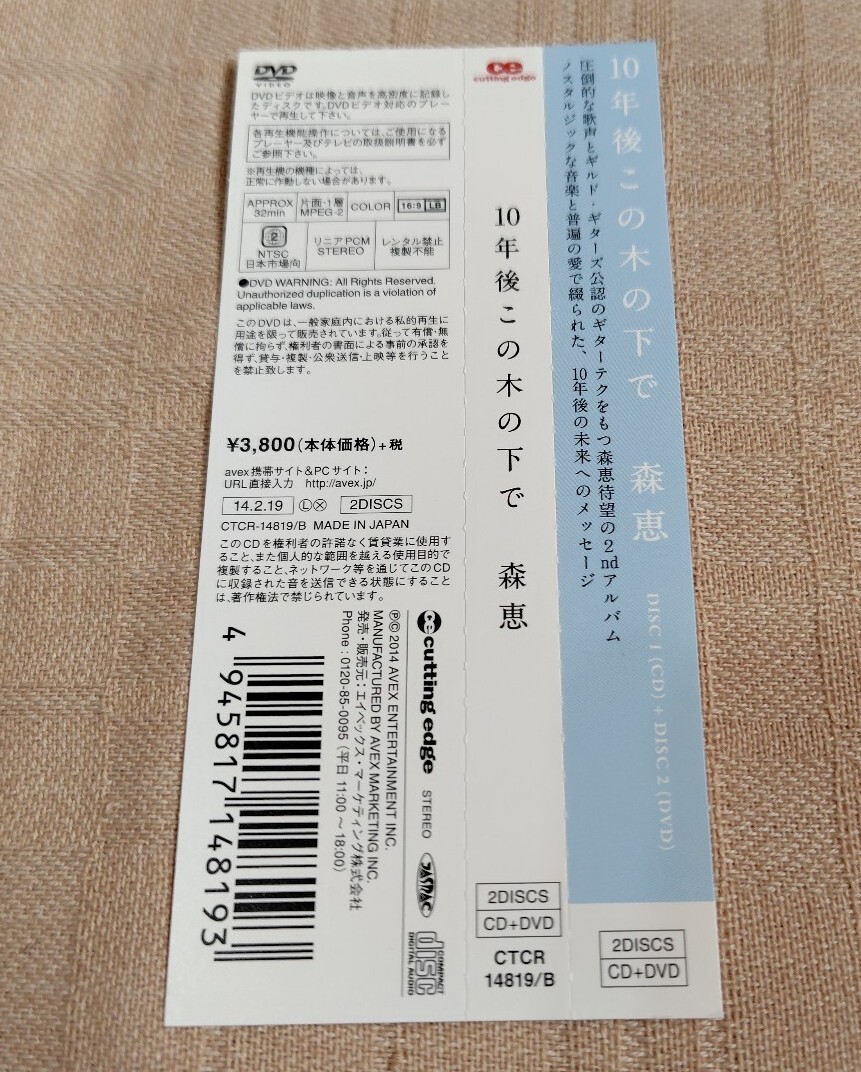 DVD
VIDEO
DVDビデオは映像と音声を高密度に記録し
たディスクです。DVDビデオ対応のプレー
ヤーで再生して下さい。
各再生機能操作については、ご使用になる
プレーヤー及びテレビの取扱説明書を必ず
ご参照下さい。
※再生機の機種によっては、
正常に作動しない場合があります。
APPROX 32min
片面・1層 MPEG-2
COLOR
16:9 LB
2
NTSC 日本市場向
リニアPCM STEREO
レンタル禁止 複製不能
●DVD WARNING: All Rights Reserved.
Unauthorized duplication is a violation of
applicable laws.
このDVDは、一般家庭内における私的再生に
用途を限って販売されています。従って有償・無
償に拘らず、権利者の書面による事前の承認を
得ず、貸与・複製・公衆送信・上映等を行うこと
を禁止致します。
¥3,800(本体価格)+税
avex携帯サイト&PCサイト:
URL直接入力 http://avex.jp/
14.2.19 Ⓛⓧ 2DISCS
CTCR-14819/B MADE IN JAPAN
このCDを権利者の許諾なく賃貸業に使用す
ること、また個人的な範囲を越える使用目的で
複製すること、ネットワーク等を通じてこのCD
に収録された音を送信できる状態にすること
は、著作権法で禁じられています。
4 945817 148193
ce cutting edge
STEREO
JASRAC
COMPACT disc DIGITAL AUDIO
℗© 2014 AVEX ENTERTAINMENT INC.
MANUFACTURED BY AVEX MARKETING INC.
発売・販売元:エイベックス・マーケティング株式会社
Phone : 0120-85-0095 (平日 11:00 ~ 18:00)
ce
cutting edge
10年後この木の下で 森恵
2DISCS
CD+DVD
CTCR
14819/B
10年後この木の下で 森恵 DISC 1 (CD) + DISC 2 (DVD)
圧倒的な歌声とギルド・ギターズ公認のギターテクをもつ森恵待望の2ndアルバム
ノスタルジックな音楽と普遍の愛で綴られた、10年後の未来へのメッセージ
2DISCS
CD+DVD